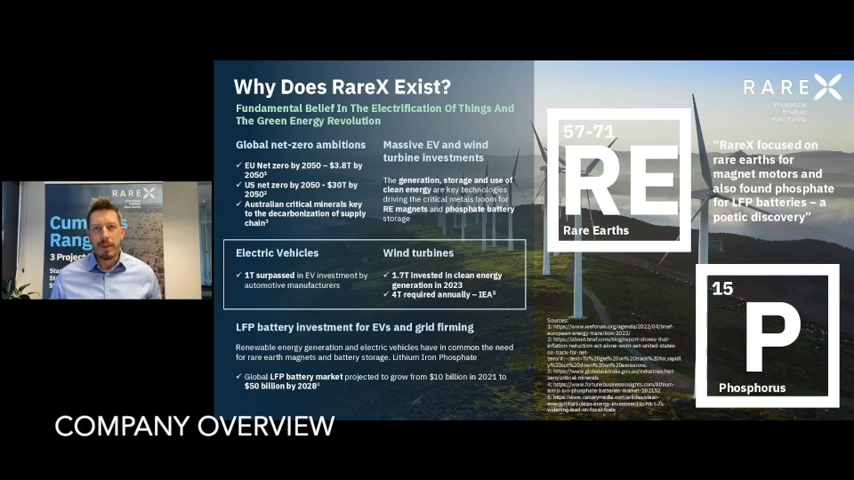 Why Does RareX Exist?
Fundamental Belief In The Electrification Of Things And
The Green Energy Revolution
Global net-zero ambitions
✓ EU Net zero by 2050 – $3.8T by
2050¹
✓ US net zero by 2050 - $30T by
2050²
✓ Australian critical minerals key
to the decarbonization of supply
chain³
Massive EV and wind
turbine investments
The generation, storage and use of
clean energy are key technologies
driving the critical metals boom for
RE magnets and phosphate battery
storage
Electric Vehicles
✓ 1T surpassed in EV investment by
automotive manufacturers
Wind turbines
✓ 1.7T invested in clean energy
generation in 2023
✓ 4T required annually – IEA⁵
LFP battery investment for EVs and grid firming
Renewable energy generation and electric vehicles have in common the need
for rare earth magnets and battery storage. Lithium Iron Phosphate
✓ Global LFP battery market projected to grow from $10 billion in 2021 to
$50 billion by 2028⁴
57-71
RE
Rare Earths
RAREX
"RareX focused on
rare earths for
magnet motors and
also found phosphate
for LFP batteries – a
poetic discovery"
15
P
Phosphorus
Sources:
RAREX
Cum
Rang
3 Project
COMPANY OVERVIEW